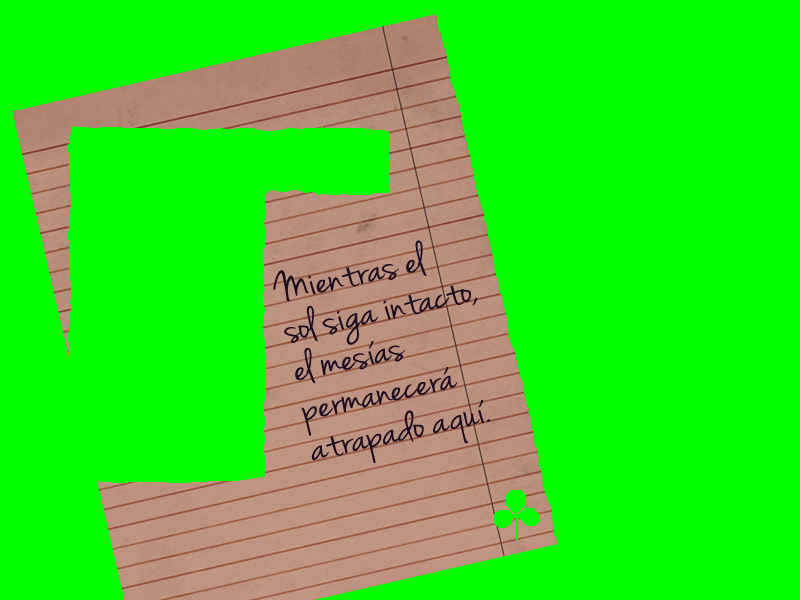 Mientras el
sol siga intacto,
el mesías
permanecerá
atrapado aquí.